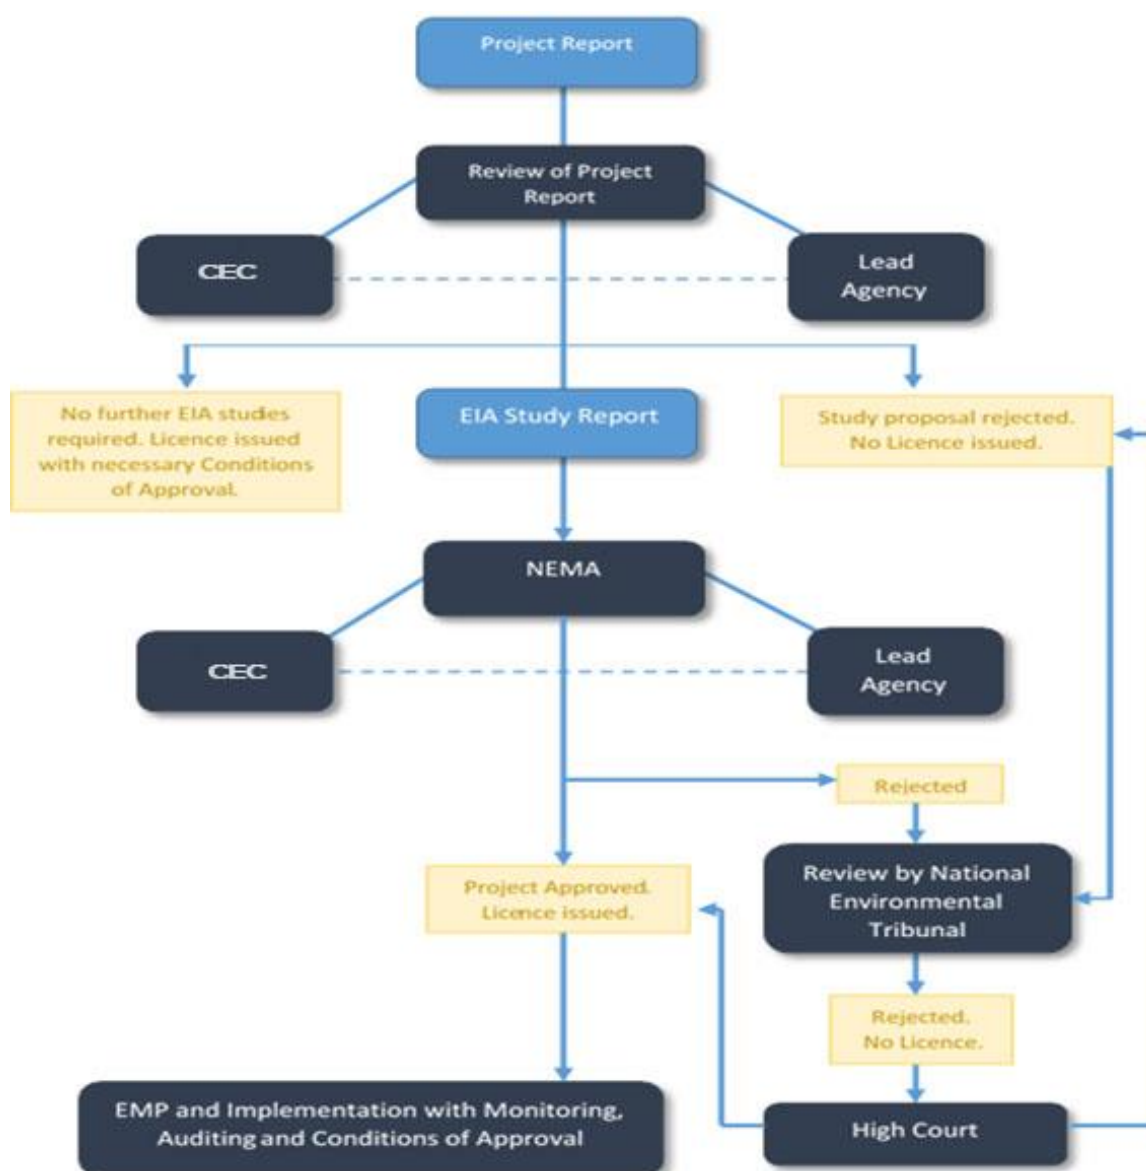 Project Report
Review of Project
Report
CEC
Lead
Agency
No further EIA studies
required. Licence issued
with necessary Conditions
of Approval.
EIA Study Report
Study proposal rejected.
No Licence issued.
NEMA
CEC
Lead
Agency
Rejected
Review by National
Environmental
Tribunal
Project Approved.
Licence issued.
Rejected.
No Licence.
EMP and Implementation with Monitoring,
Auditing and Conditions of Approval
High Court